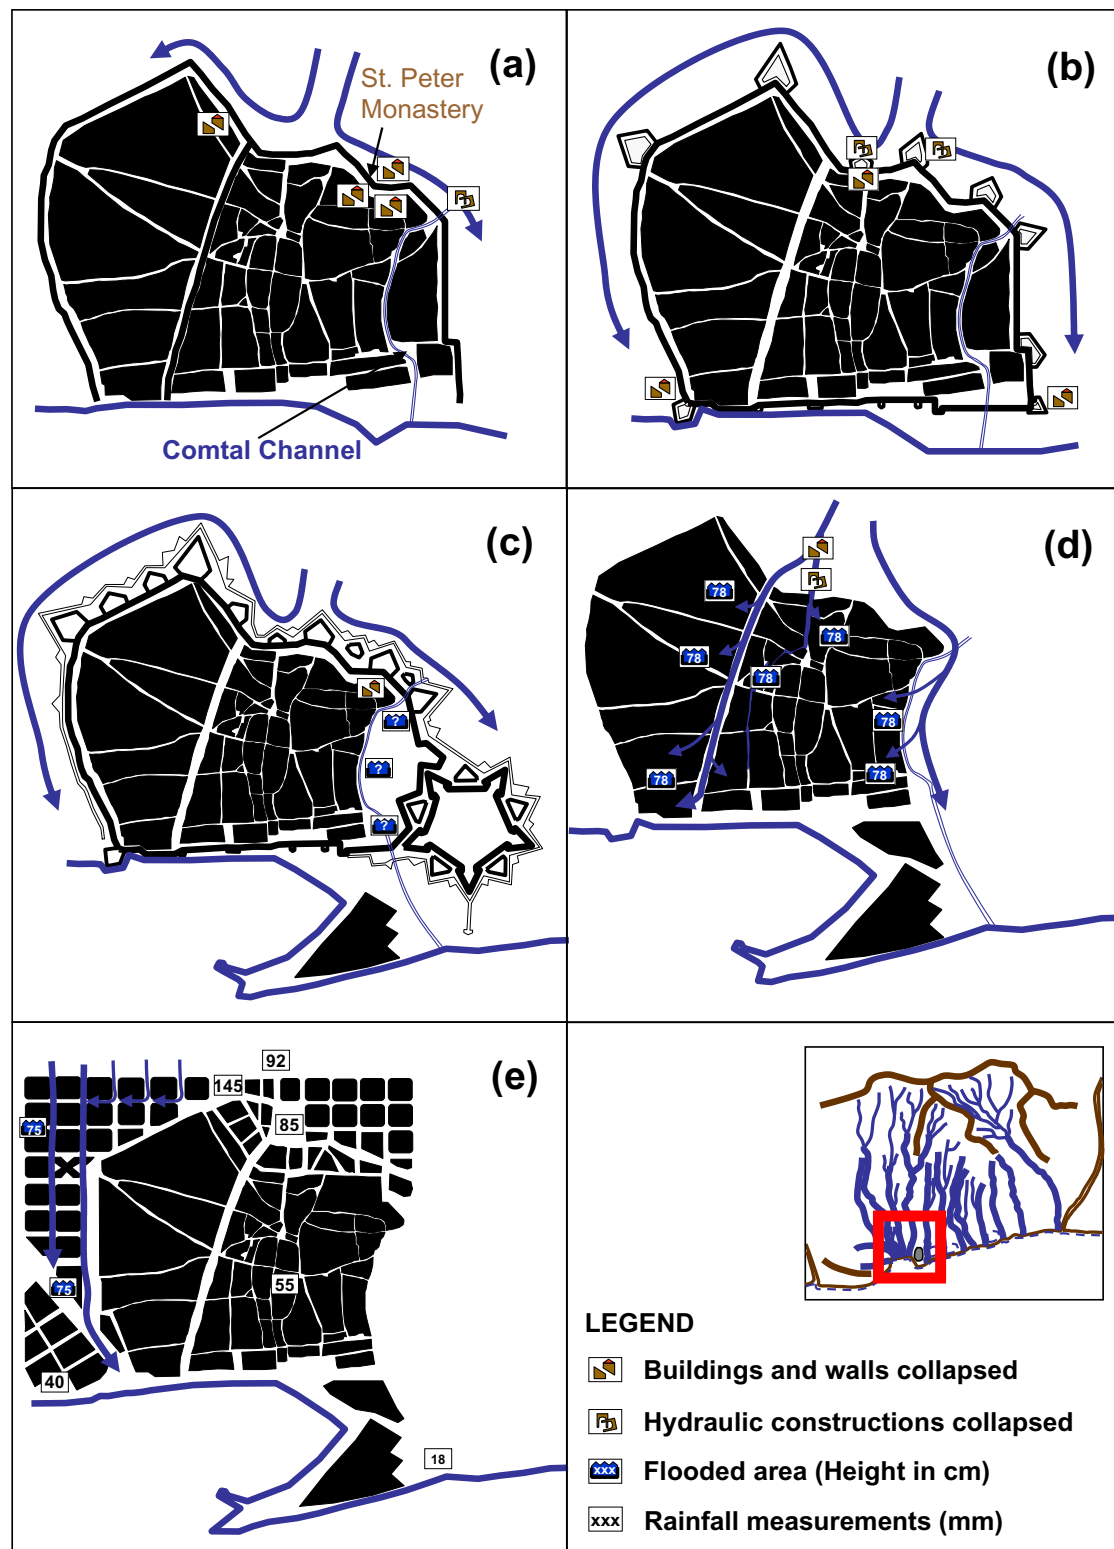 (a)
St. Peter
Monastery
Comtal Channel
(b)
(c)
?
?
?
(d)
78
78
78
78
78
78
78
(e)
92
145
85
75
55
75
40
18
LEGEND
Buildings and walls collapsed
Hydraulic constructions collapsed
xxx Flooded area (Height in cm)
xxx Rainfall measurements (mm)